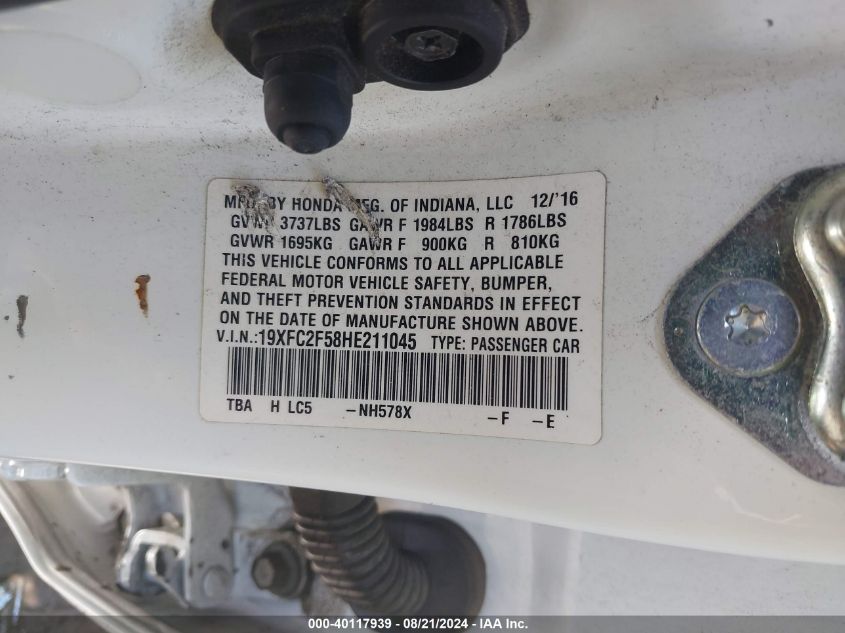 MFD. BY HONDA MFG. OF INDIANA, LLC 12/'16
GVWR 3737LBS GAWR F 1984LBS R 1786LBS
GVWR 1695KG GAWR F 900KG R 810KG
THIS VEHICLE CONFORMS TO ALL APPLICABLE
FEDERAL MOTOR VEHICLE SAFETY, BUMPER,
AND THEFT PREVENTION STANDARDS IN EFFECT
ON THE DATE OF MANUFACTURE SHOWN ABOVE.
V.I.N.:19XFC2F58HE211045 TYPE: PASSENGER CAR
TBA H LC5 -NH578X -F -E
000-40117939 / 08/21/2024 / IAA Inc.